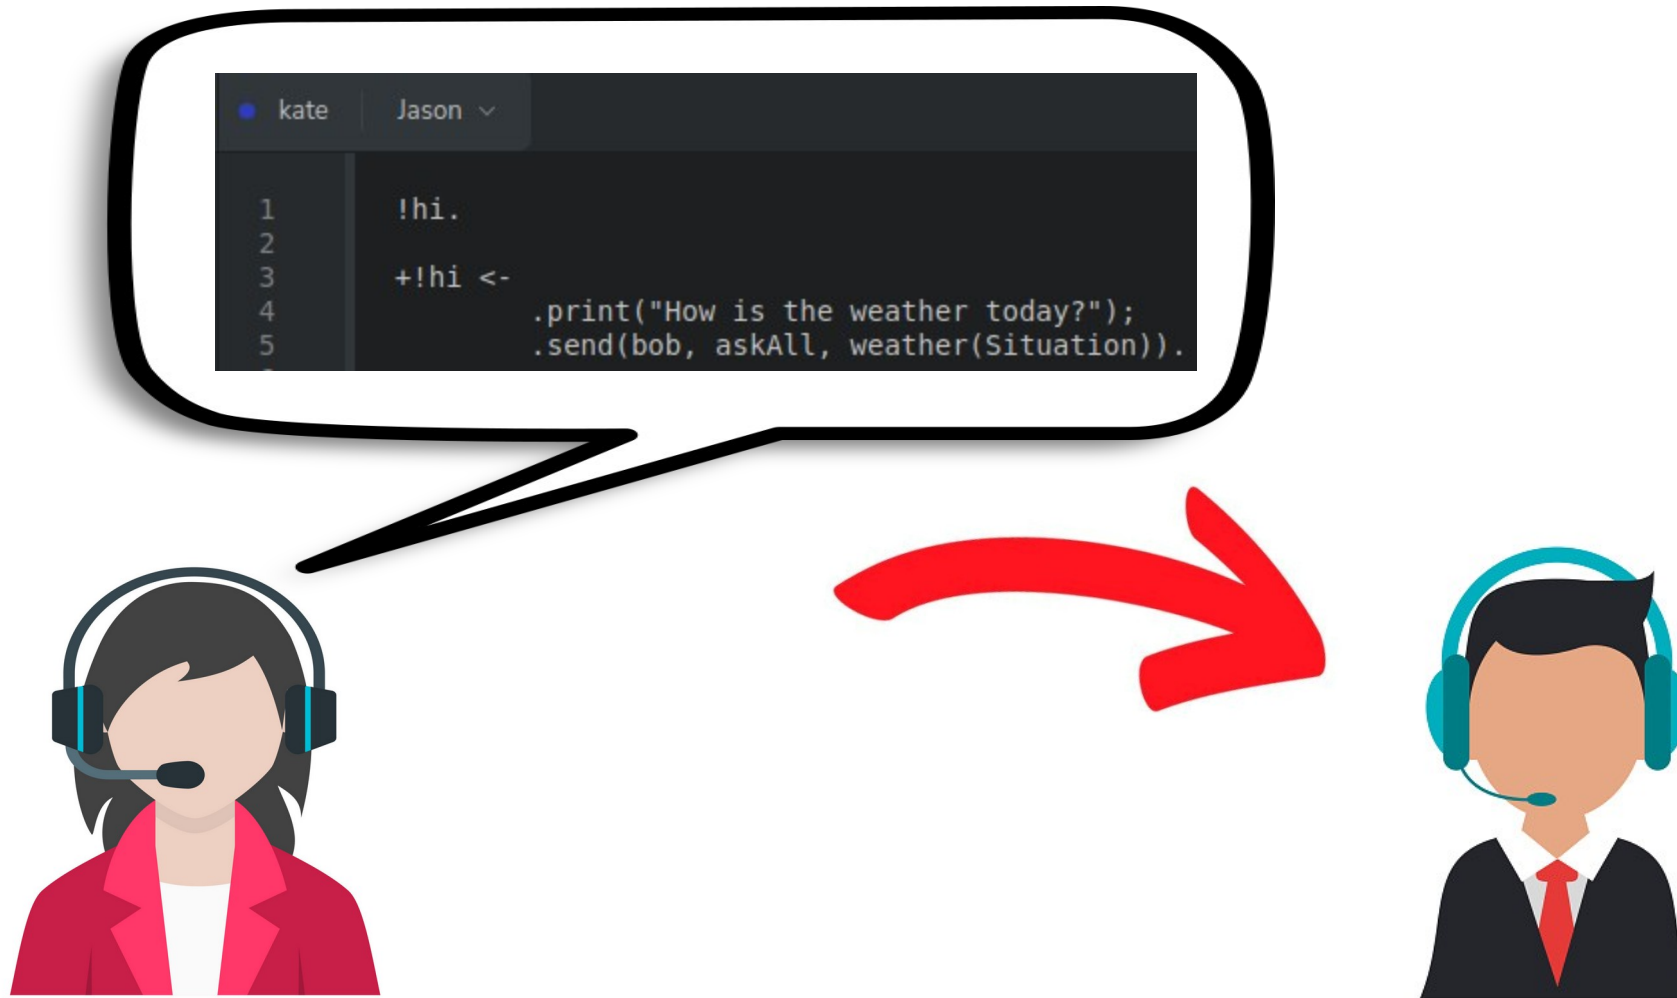 kate Jason
1 !hi.
2
3 +!hi <-
4 .print("How is the weather today?");
5 .send(bob, askAll, weather(Situation)).